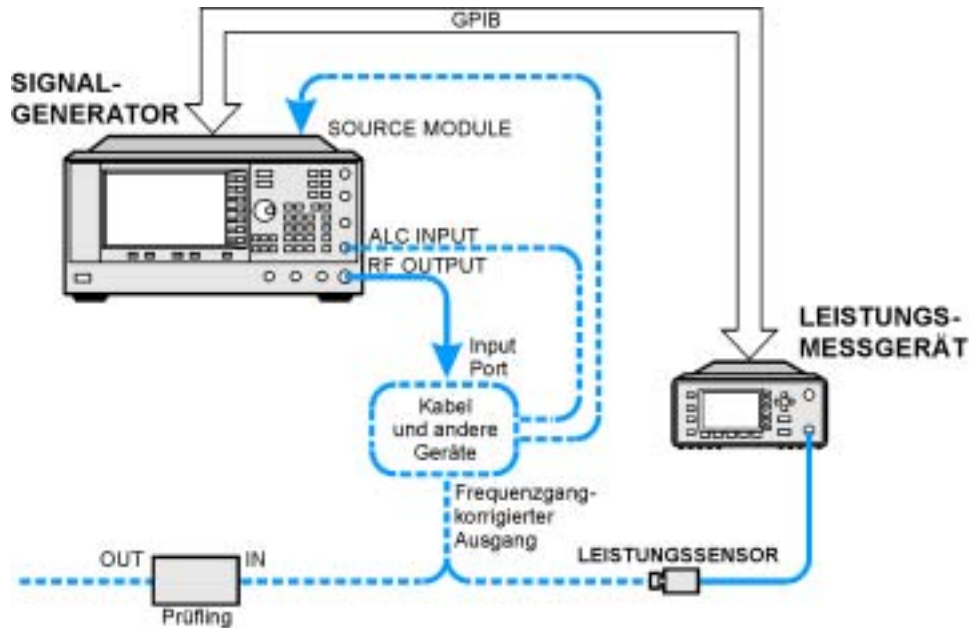 GPIB
SIGNAL-
GENERATOR
SOURCE MODULE
ALC INPUT
RF OUTPUT
LEISTUNGS-
MESSGERÄT
Input
Port
Kabel
und andere
Geräte
Frequenzgang-
korrigierter
Ausgang
LEISTUNGSSENSOR
OUT
IN
Prüfling